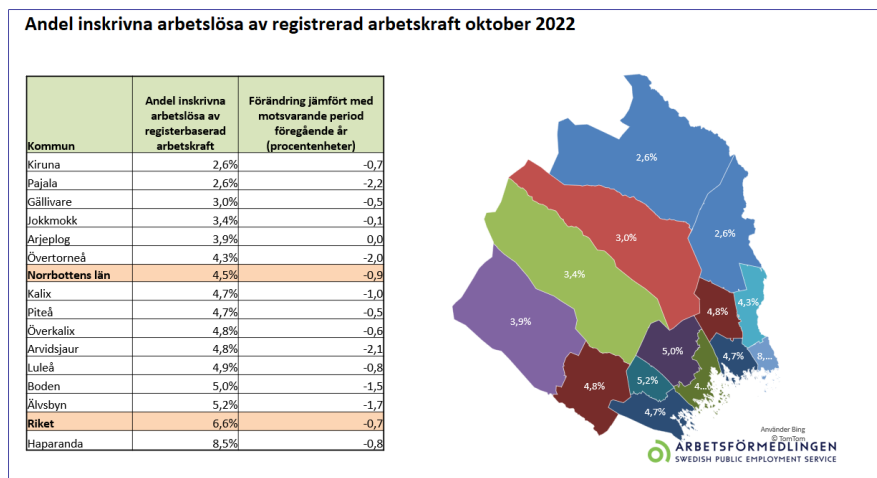 Andel inskrivna arbetslösa av registrerad arbetskraft oktober 2022
Kommun
Andel inskrivna
arbetslösa av
registerbaserad
arbetskraft
Förändring jämfört med
motsvarande period
föregående år
(procentenheter)
Kiruna 2,6% -0,7
Pajala 2,6% -2,2
Gällivare 3,0% -0,5
Jokkmokk 3,4% -0,1
Arjeplog 3,9% 0,0
Övertorneå 4,3% -2,0
Norrbottens län 4,5% -0,9
Kalix 4,7% -1,0
Piteå 4,7% -0,5
Överkalix 4,8% -0,6
Arvidsjaur 4,8% -2,1
Luleå 4,9% -0,8
Boden 5,0% -1,5
Älvsbyn 5,2% -1,7
Riket 6,6% -0,7
Haparanda 8,5% -0,8
2,6%
2,6%
3,0%
3,4%
4,3%
4,8%
3,9%
5,0%
4,7%
8,...
5,2%
4...
4,8%
4,7%
Använder Bing
© TomTom
ARBETSFÖRMEDLINGEN
SWEDISH PUBLIC EMPLOYMENT SERVICE